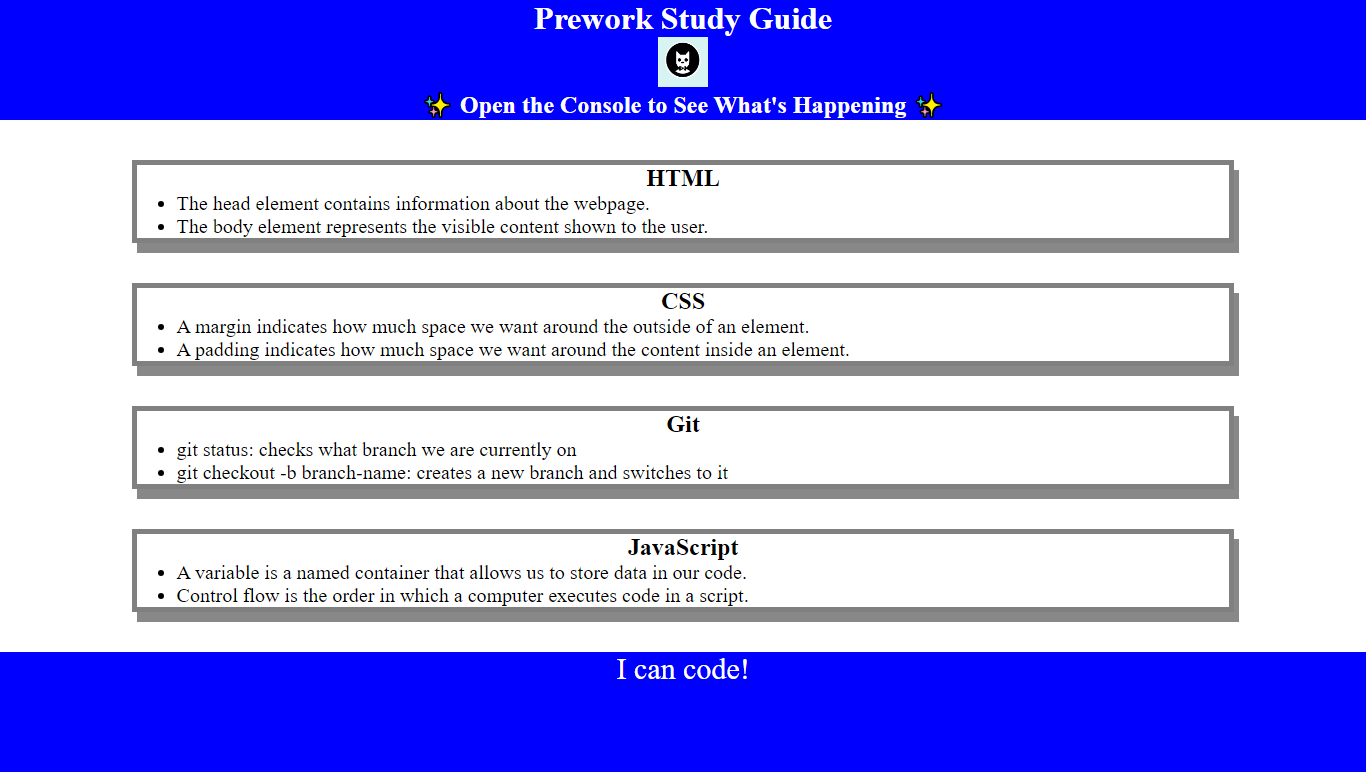 Prework Study Guide
✨ Open the Console to See What's Happening ✨
HTML
• The head element contains information about the webpage.
• The body element represents the visible content shown to the user.
CSS
• A margin indicates how much space we want around the outside of an element.
• A padding indicates how much space we want around the content inside an element.
Git
• git status: checks what branch we are currently on
• git checkout -b branch-name: creates a new branch and switches to it
JavaScript
• A variable is a named container that allows us to store data in our code.
• Control flow is the order in which a computer executes code in a script.
I can code!